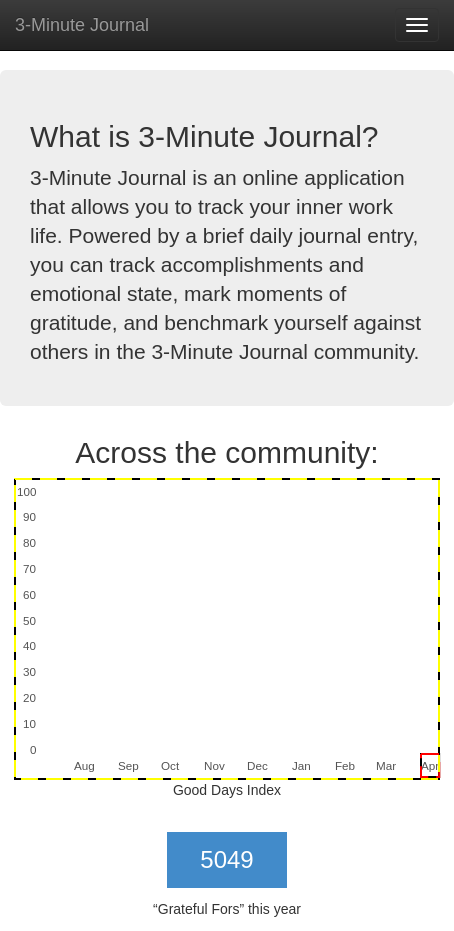 3-Minute Journal
What is 3-Minute Journal?
3-Minute Journal is an online application
that allows you to track your inner work
life. Powered by a brief daily journal entry,
you can track accomplishments and
emotional state, mark moments of
gratitude, and benchmark yourself against
others in the 3-Minute Journal community.
Across the community:
100
90
80
70
60
50
40
30
20
10
0
Aug Sep Oct Nov Dec Jan Feb Mar Apr
Good Days Index
5049
“Grateful Fors” this year